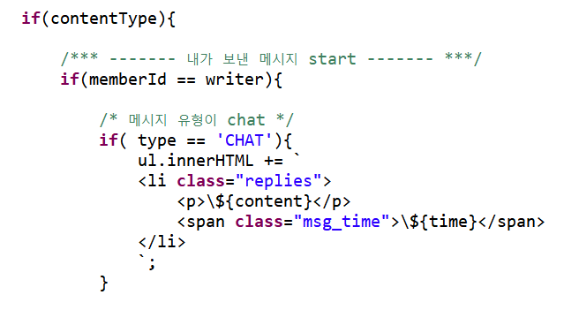 if(contentType){
/*** ------- 내가 보낸 메시지 start ------- ***/
if(memberId == writer){
/* 메시지 유형이 chat */
if( type == 'CHAT'){
ul.innerHTML += `
<li class="replies">
<p>\${content}</p>
<span class="msg_time">\${time}</span>
</li>
`;
}